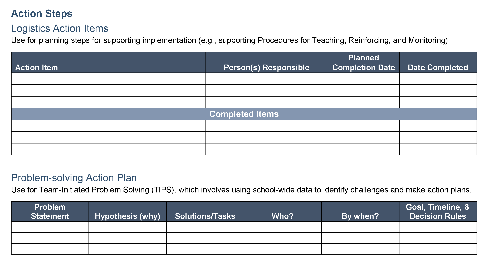 Action Steps
Logistics Action Items
Use for planning steps for supporting implementation (e.g., supporting Procedures for Teaching, Reinforcing, and Monitoring)
Action Item Person(s) Responsible Planned Completion Date Date Completed
Completed Items
Problem-solving Action Plan
Use for Team-Initiated Problem Solving (TIPS), which involves using school-wide data to identify challenges and make action plans.
Problem Statement Hypothesis (why) Solutions/Tasks Who? By when? Goal, Timeline, & Decision Rules